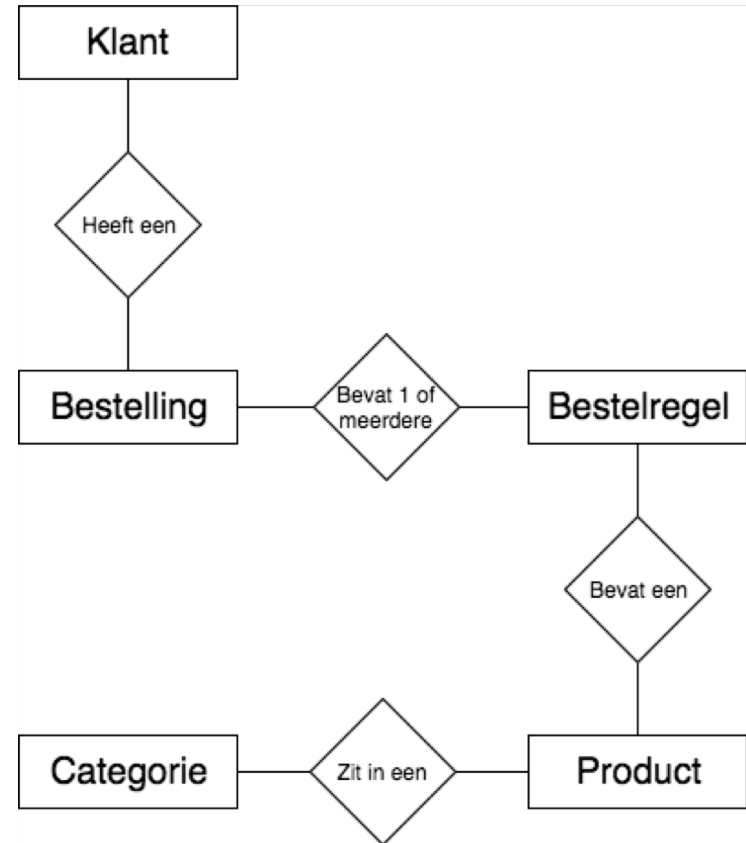 Klant
Heeft een
Bestelling
Bevat 1 of
meerdere
Bestelregel
Bevat een
Categorie
Zit in een
Product